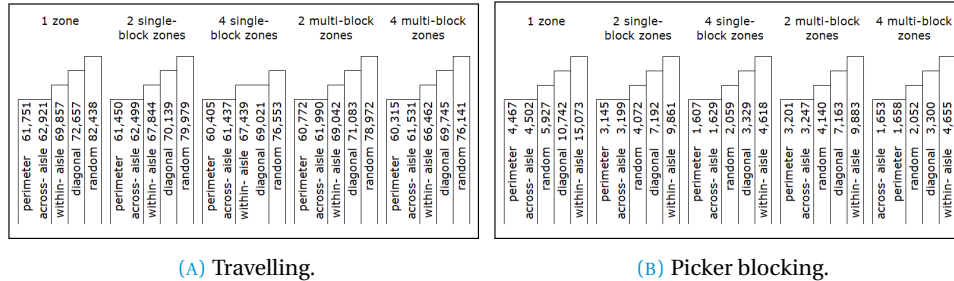 1 zone
2 single-block zones
4 single-block zones
2 multi-block zones
4 multi-block zones
perimeter 61,751
across- aisle 62,921
within- aisle 69,857
diagonal 72,657
random 82,438
perimeter 61,450
across- aisle 62,499
within- aisle 67,844
diagonal 70,139
random 79,979
perimeter 60,405
across- aisle 61,437
within- aisle 67,439
diagonal 69,021
random 76,553
perimeter 60,772
across- aisle 61,990
within- aisle 69,042
diagonal 71,083
random 78,972
perimeter 60,315
across- aisle 61,531
within- aisle 66,462
diagonal 69,745
random 76,141
(A) Travelling.
1 zone
2 single-block zones
4 single-block zones
2 multi-block zones
4 multi-block zones
perimeter 4,467
across- aisle 4,502
random 5,927
diagonal 10,742
within- aisle 15,073
perimeter 3,145
across- aisle 3,199
random 4,072
diagonal 7,192
within- aisle 9,861
perimeter 1,607
across- aisle 1,629
random 2,059
diagonal 3,329
within- aisle 4,618
perimeter 3,201
across- aisle 3,247
random 4,140
diagonal 7,163
within- aisle 9,883
across- aisle 1,653
perimeter 1,658
random 2,052
diagonal 3,300
within- aisle 4,655
(B) Picker blocking.